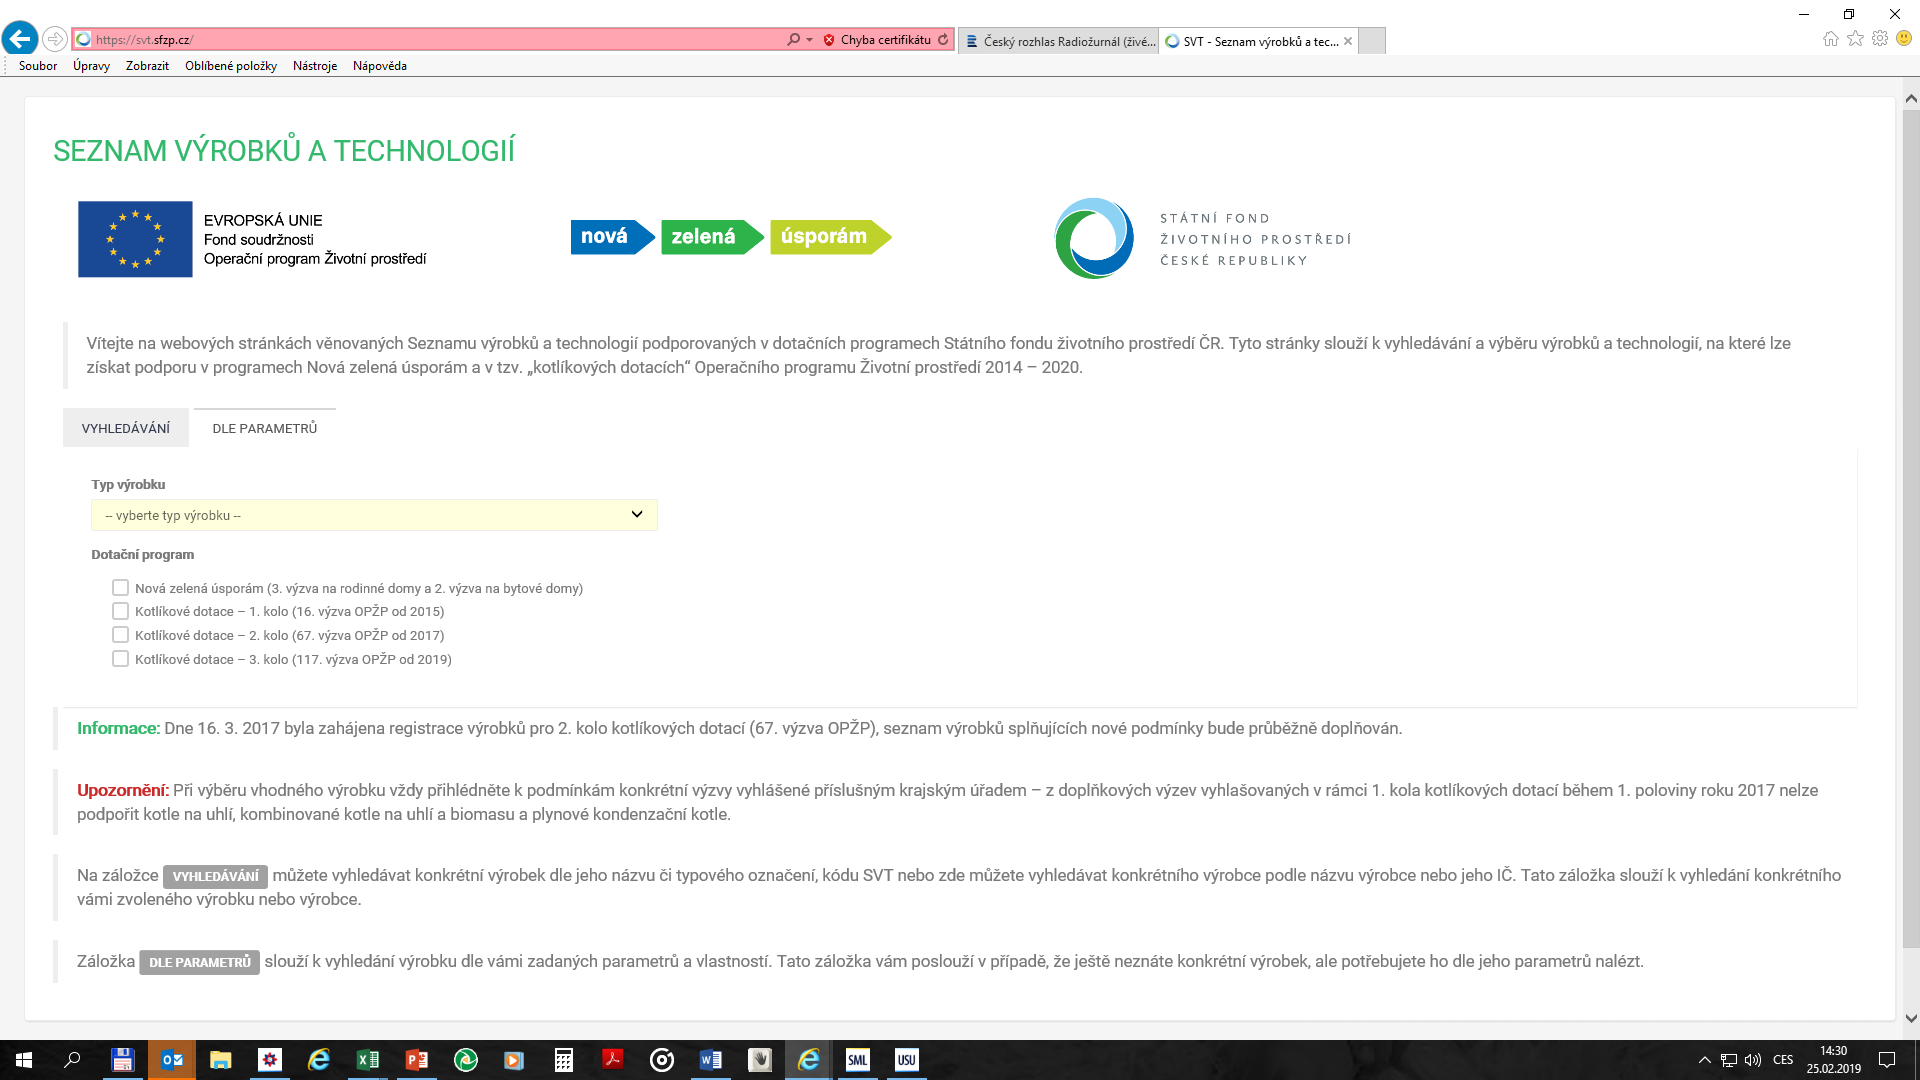 https://svt.sfzp.cz/
Chyba certifikátu
Český rozhlas Radiožurnál (živé...
SVT - Seznam výrobků a tec...
Soubor Úpravy Zobrazit Oblíbené položky Nástroje Nápověda
SEZNAM VÝROBKŮ A TECHNOLOGIÍ
EVROPSKÁ UNIE
Fond soudržnosti
Operační program Životní prostředí
nová zelená úsporám
STÁTNÍ FOND
ŽIVOTNÍHO PROSTŘEDÍ
ČESKÉ REPUBLIKY
Vítejte na webových stránkách věnovaných Seznamu výrobků a technologií podporovaných v dotačních programech Státního fondu životního prostředí ČR. Tyto stránky slouží k vyhledávání a výběru výrobků a technologií, na které lze
získat podporu v programech Nová zelená úsporám a v tzv. „kotlíkových dotacích“ Operačního programu Životní prostředí 2014 – 2020.
VYHLEDÁVÁNÍ DLE PARAMETRŮ
Typ výrobku
-- vyberte typ výrobku --
Dotační program
Nová zelená úsporám (3. výzva na rodinné domy a 2. výzva na bytové domy)
Kotlíkové dotace – 1. kolo (16. výzva OPŽP od 2015)
Kotlíkové dotace – 2. kolo (67. výzva OPŽP od 2017)
Kotlíkové dotace – 3. kolo (117. výzva OPŽP od 2019)
Informace: Dne 16. 3. 2017 byla zahájena registrace výrobků pro 2. kolo kotlíkových dotací (67. výzva OPŽP), seznam výrobků splňujících nové podmínky bude průběžně doplňován.
Upozornění: Při výběru vhodného výrobku vždy přihlédněte k podmínkám konkrétní výzvy vyhlášené příslušným krajským úřadem – z doplňkových výzev vyhlašovaných v rámci 1. kola kotlíkových dotací během 1. poloviny roku 2017 nelze
podpořit kotle na uhlí, kombinované kotle na uhlí a biomasu a plynové kondenzační kotle.
Na záložce VYHLEDÁVÁNÍ můžete vyhledávat konkrétní výrobek dle jeho názvu či typového označení, kódu SVT nebo zde můžete vyhledávat konkrétního výrobce podle názvu výrobce nebo jeho IČ. Tato záložka slouží k vyhledání konkrétního
vámi zvoleného výrobku nebo výrobce.
Záložka DLE PARAMETRŮ slouží k vyhledání výrobku dle vámi zadaných parametrů a vlastností. Tato záložka vám poslouží v případě, že ještě neznáte konkrétní výrobek, ale potřebujete ho dle jeho parametrů nalézt.
SML USU
CES
14:30
25.02.2019